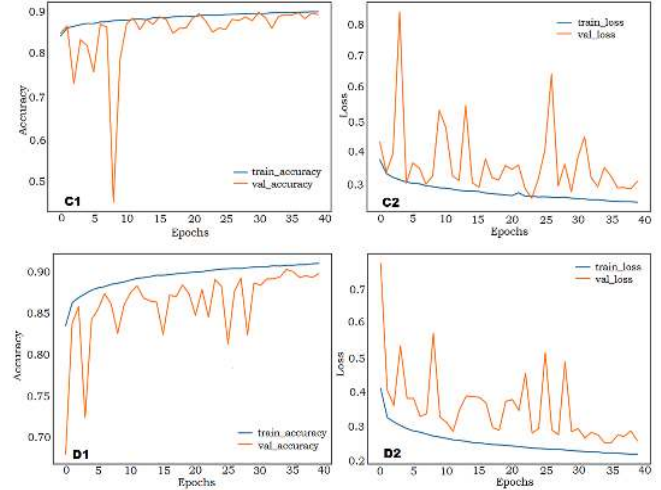 0.9
0.8
0.7
0.6
0.5
Accuracy
train_accuracy
val_accuracy
C1
0 5 10 15 20 25 30 35 40
Epochs
0.8
0.7
0.6
0.5
0.4
0.3
Loss
train_loss
val_loss
C2
0 5 10 15 20 25 30 35 40
Epochs
0.90
0.85
0.80
0.75
0.70
Accuracy
train_accuracy
val_accuracy
D1
0 5 10 15 20 25 30 35 40
Epochs
0.7
0.6
0.5
0.4
0.3
0.2
Loss
train_loss
val_loss
D2
0 5 10 15 20 25 30 35 40
Epochs